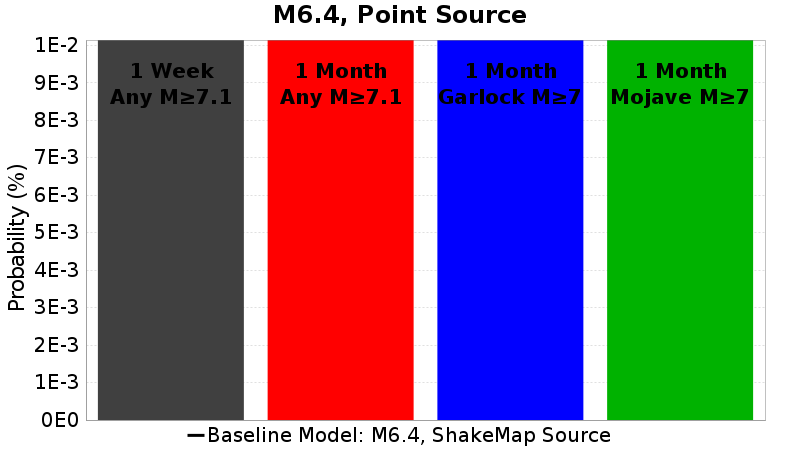 M6.4, Point Source
1E-2
9E-3
8E-3
7E-3
6E-3
5E-3
4E-3
3E-3
2E-3
1E-3
0E0
Probability (%)
1 Week
Any M≥7.1
1 Month
Any M≥7.1
1 Month
Garlock M≥7
1 Month
Mojave M≥7
Baseline Model: M6.4, ShakeMap Source